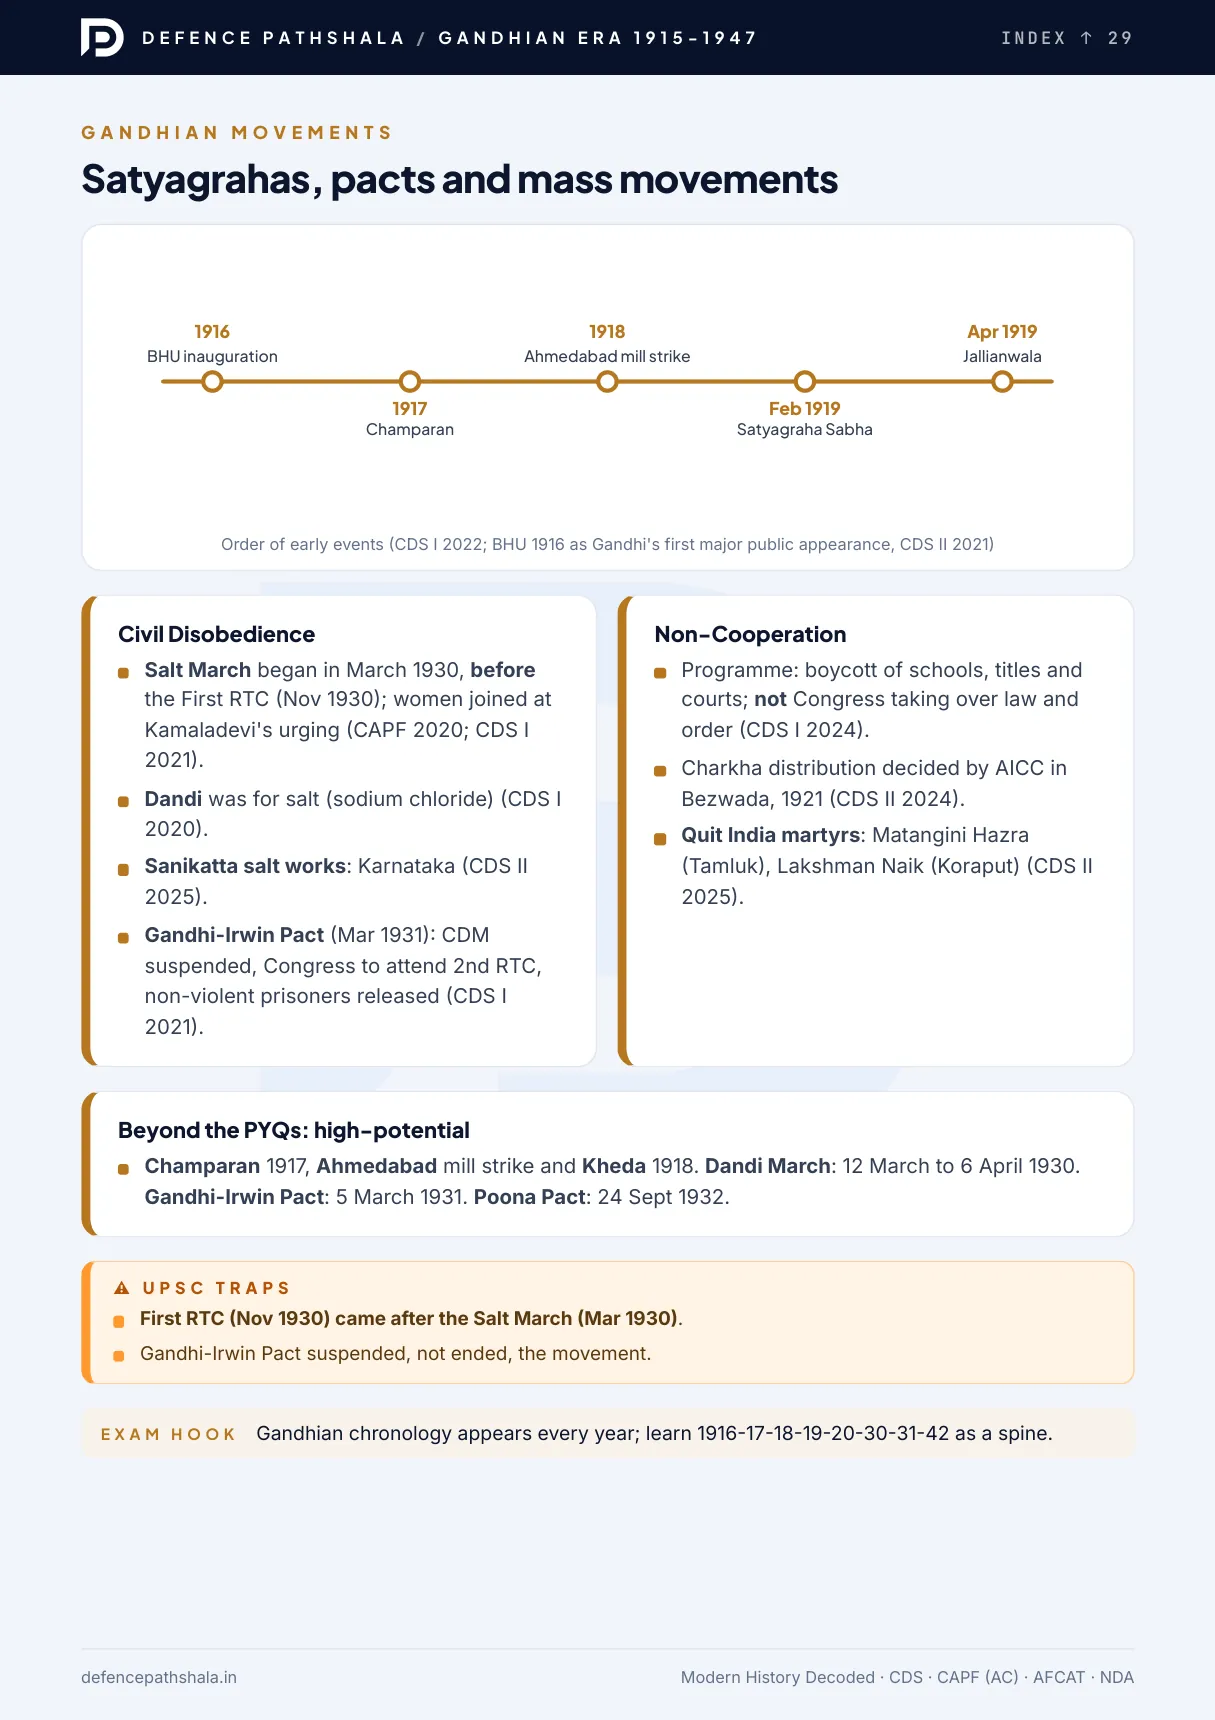 DEFENCE PATHSHALA / GANDHIAN ERA 1915-1947
INDEX ↑ 29
GANDHIAN MOVEMENTS
Satyagrahas, pacts and mass movements
1916
BHU inauguration
1917
Champaran
1918
Ahmedabad mill strike
Feb 1919
Satyagraha Sabha
Apr 1919
Jallianwala
Order of early events (CDS I 2022; BHU 1916 as Gandhi's first major public appearance, CDS II 2021)
Civil Disobedience
Salt March began in March 1930, before
the First RTC (Nov 1930); women joined at
Kamaladevi's urging (CAPF 2020; CDS I
2021).
Dandi was for salt (sodium chloride) (CDS I
2020).
Sanikatta salt works: Karnataka (CDS II
2025).
Gandhi-Irwin Pact (Mar 1931): CDM
suspended, Congress to attend 2nd RTC,
non-violent prisoners released (CDS I
2021).
Non-Cooperation
Programme: boycott of schools, titles and
courts; not Congress taking over law and
order (CDS I 2024).
Charkha distribution decided by AICC in
Bezwada, 1921 (CDS II 2024).
Quit India martyrs: Matangini Hazra
(Tamluk), Lakshman Naik (Koraput) (CDS II
2025).
Beyond the PYQs: high-potential
Champaran 1917, Ahmedabad mill strike and Kheda 1918. Dandi March: 12 March to 6 April 1930.
Gandhi-Irwin Pact: 5 March 1931. Poona Pact: 24 Sept 1932.
⚠ UPSC TRAPS
First RTC (Nov 1930) came after the Salt March (Mar 1930).
Gandhi-Irwin Pact suspended, not ended, the movement.
EXAM HOOK Gandhian chronology appears every year; learn 1916-17-18-19-20-30-31-42 as a spine.
defencepathshala.in
Modern History Decoded · CDS · CAPF (AC) · AFCAT · NDA